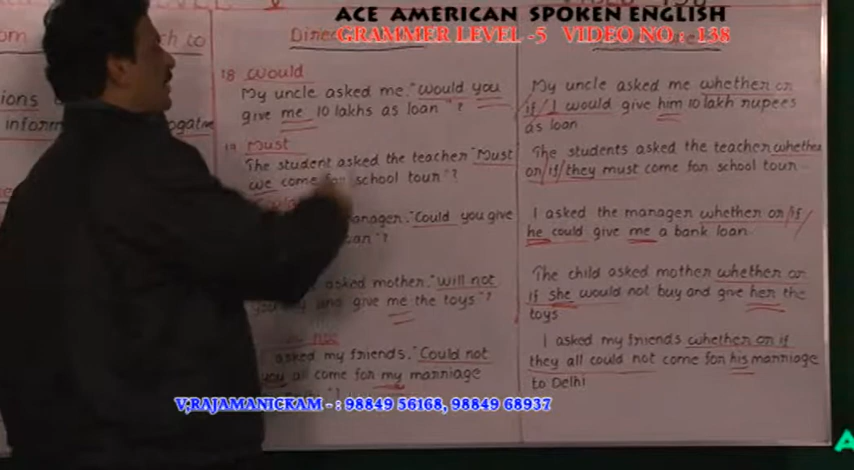 ACE AMERICAN SPOKEN ENGLISH
GRAMMER LEVEL -5 VIDEO NO : 138
to
ions
inform ogative
18 would
My uncle asked me. "would you
give me 10 lakhs as loan"?
19 Must
The student asked the teacher "Must
we come for school tour"?
anager. "Could you give
an"?
asked mother. "will not
and give me the toys"?
asked my friends. "Could not
you all come for my marriage
My uncle asked me whether or
if/I would give him 10 lakh rupees
as loan
The students asked the teacher whether
or/if/they must come for school tour
I asked the manager whether or/if/
he could give me a bank loan
The child asked mother whether or
if she would not buy and give her the
toys
I asked my friends whether or if
they all could not come for his marriage
to Delhi
V.RAJAMANICKAM - : 98849 56168, 98849 68937
A